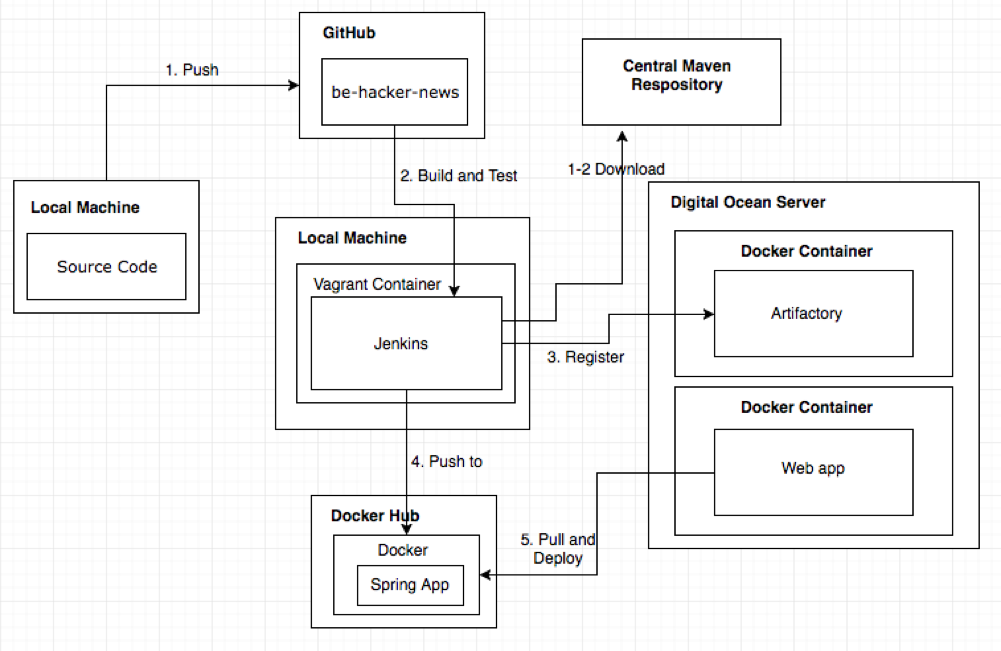 GitHub
be-hacker-news
1. Push
Central Maven
Respository
1-2 Download
2. Build and Test
Local Machine
Source Code
Local Machine
Vagrant Container
Jenkins
Digital Ocean Server
Docker Container
Artifactory
3. Register
Docker Container
Web app
4. Push to
Docker Hub
Docker
Spring App
5. Pull and
Deploy